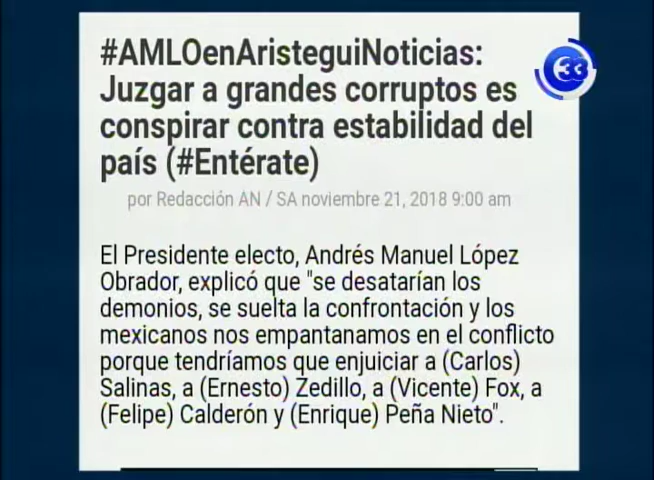 #AMLOenAristeguiNoticias:
Juzgar a grandes corruptos es
conspirar contra estabilidad del
país (#Entérate)
por Redacción AN / SA noviembre 21, 2018 9:00 am
El Presidente electo, Andrés Manuel López
Obrador, explicó que "se desatarían los
demonios, se suelta la confrontación y los
mexicanos nos empantanamos en el conflicto
porque tendríamos que enjuiciar a (Carlos)
Salinas, a (Ernesto) Zedillo, a (Vicente) Fox, a
(Felipe) Calderón y (Enrique) Peña Nieto".
33